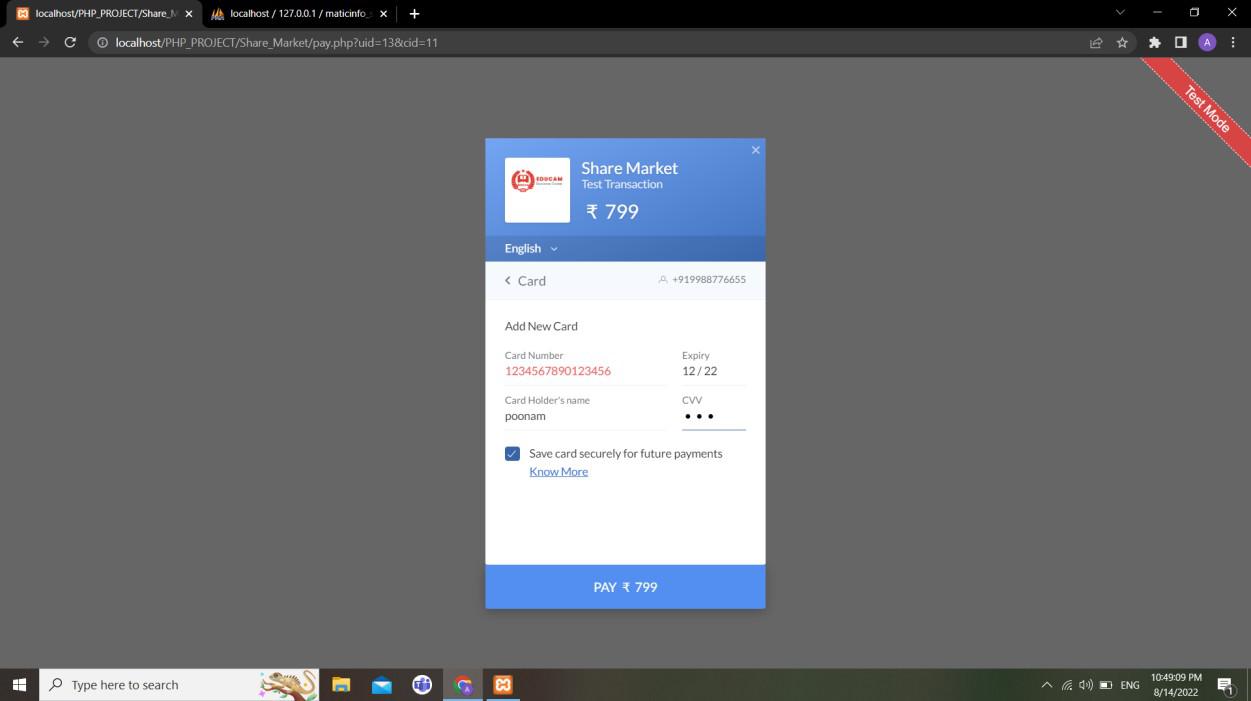 localhost/PHP_PROJECT/Share_M
localhost / 127.0.0.1 / maticinfo_
localhost/PHP_PROJECT/Share_Market/pay.php?uid=13&cid=11
A
Test Mode
EDUCAM
Share Market
Test Transaction
₹ 799
English
Card
+919988776655
Add New Card
Card Number
Expiry
1234567890123456
12 / 22
Card Holder's name
CVV
poonam
•••
Save card securely for future payments
Know More
PAY ₹ 799
Type here to search
ENG
10:49:09 PM
8/14/2022
1